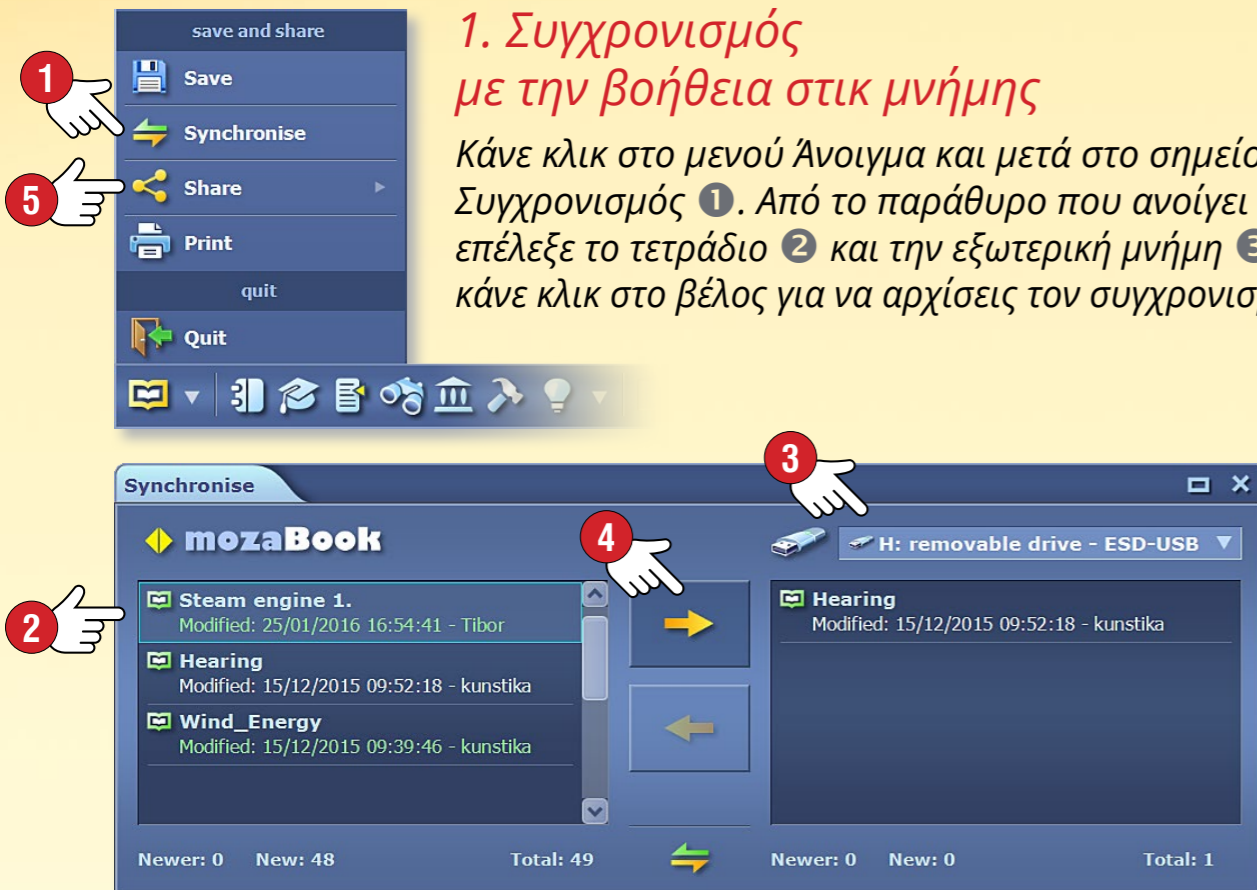 save and share
1
Save
Synchronise
5
Share
Print
quit
Quit
1. Συγχρονισμός
με την βοήθεια στικ μνήμης
Κάνε κλικ στο μενού Άνοιγμα και μετά στο σημείο
Συγχρονισμός ❶. Από το παράθυρο που ανοίγει
επέλεξε το τετράδιο ❷ και την εξωτερική μνήμη ❸
κάνε κλικ στο βέλος για να αρχίσεις τον
3
Synchronise
mozaBook
4
H: removable drive - ESD-USB
2
Steam engine 1.
Modified: 25/01/2016 16:54:41 - Tibor
Hearing
Modified: 15/12/2015 09:52:18 - kunstika
Wind_Energy
Modified: 15/12/2015 09:39:46 - kunstika
Hearing
Modified: 15/12/2015 09:52:18 - kunstika
Newer: 0 New: 48 Total: 49
Newer: 0 New: 0 Total: 1